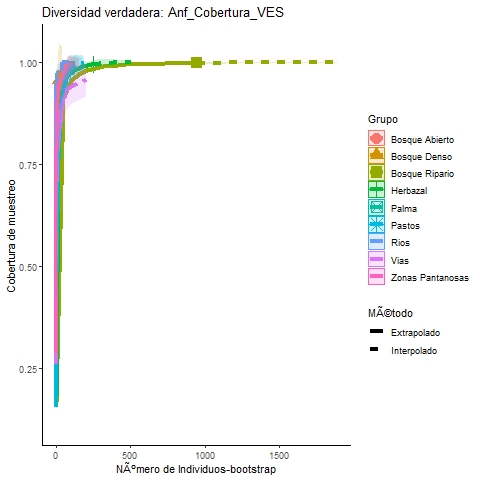 Diversidad verdadera: Anf_Cobertura_VES
Cobertura de muestreo
1.00
0.75
0.50
0.25
0
500
1000
1500
NÃºmero de Individuos-bootstrap
Grupo
Bosque Abierto
Bosque Denso
Bosque Ripario
Herbazal
Palma
Pastos
Rios
Vias
Zonas Pantanosas
MÃ©todo
Extrapolado
Interpolado